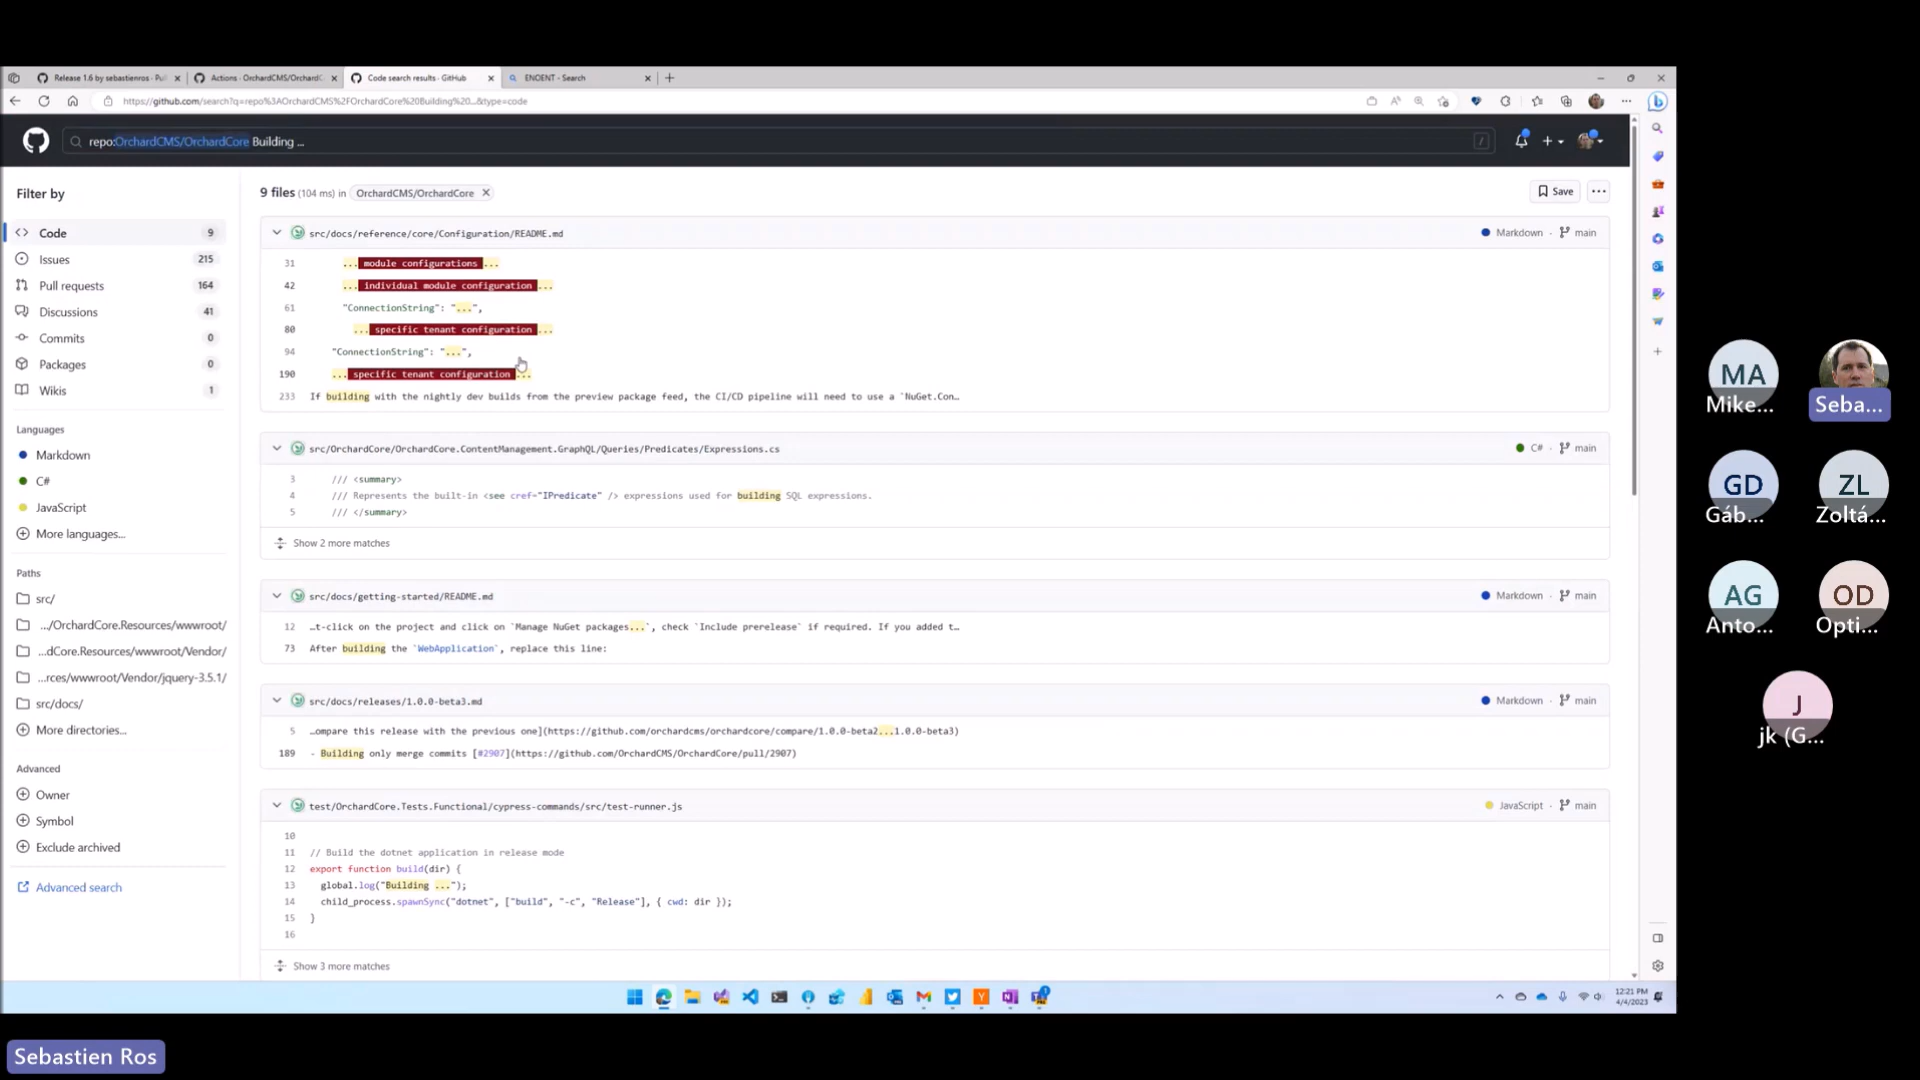 Release 1.6 by sebastienros · Pul
Actions · OrchardCMS/OrchardC
Code search results · GitHub
ENOENT - Search
https://github.com/search?q=repo%3AOrchardCMS%2FOrchardCore%20Building%20...&type=code
repo:OrchardCMS/OrchardCore Building ...
Filter by
Code 9
Issues 215
Pull requests 164
Discussions 41
Commits 0
Packages 0
Wikis 1
Languages
Markdown
C#
JavaScript
More languages...
Paths
src/
.../OrchardCore.Resources/wwwroot/
...dCore.Resources/wwwroot/Vendor/
...rces/wwwroot/Vendor/jquery-3.5.1/
src/docs/
More directories...
Advanced
Owner
Symbol
Exclude archived
Advanced search
9 files (104 ms) in OrchardCMS/OrchardCore
Save
src/docs/reference/core/Configuration/README.md
Markdown · main
31 ... module configurations ...
42 ... individual module configuration ...
61 "ConnectionString": "...",
80 ... specific tenant configuration ...
94 "ConnectionString": "...",
190 ... specific tenant configuration ...
233 If building with the nightly dev builds from the preview package feed, the CI/CD pipeline will need to use a `NuGet.Con…
src/OrchardCore/OrchardCore.ContentManagement.GraphQL/Queries/Predicates/Expressions.cs
C# · main
3 /// <summary>
4 /// Represents the built-in <see cref="IPredicate" /> expressions used for building SQL expressions.
5 /// </summary>
Show 2 more matches
src/docs/getting-started/README.md
Markdown · main
12 …t-click on the project and click on `Manage NuGet packages...`, check `Include prerelease` if required. If you added t…
73 After building the `WebApplication`, replace this line:
src/docs/releases/1.0.0-beta3.md
Markdown · main
5 …ompare this release with the previous one](https://github.com/orchardcms/orchardcore/compare/1.0.0-beta2...1.0.0-beta3)
189 - Building only merge commits [#2907](https://github.com/OrchardCMS/OrchardCore/pull/2907)
test/OrchardCore.Tests.Functional/cypress-commands/src/test-runner.js
JavaScript · main
10
11 // Build the dotnet application in release mode
12 export function build(dir) {
13 global.log("Building ...");
14 child_process.spawnSync("dotnet", ["build", "-c", "Release"], { cwd: dir });
15 }
16
Show 3 more matches
12:21 PM
4/4/2023
MA
Mike...
Seba...
GD
Gáb...
ZL
Zoltá...
AG
Anto...
OD
Opti...
J
jk (G...
Sebastien Ros